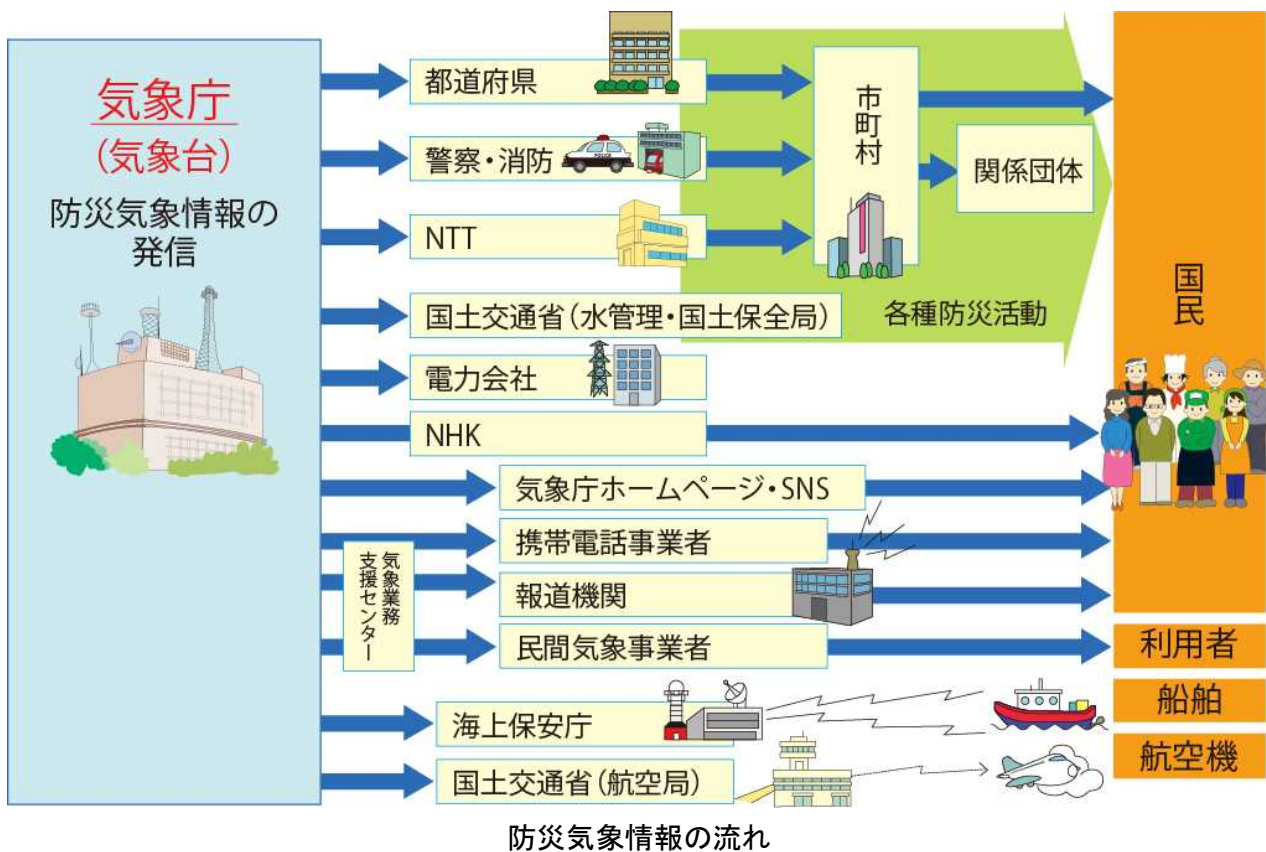 気象庁
(気象台)
防災気象情報の
発信
都道府県
警察・消防
POLICE
NTT
国土交通省(水管理・国土保全局)
電力会社
NHK
気象庁ホームページ・SNS
気象業務
支援センター
携帯電話事業者
報道機関
民間気象事業者
海上保安庁
国土交通省(航空局)
市町村
関係団体
各種防災活動
国民
利用者
船舶
航空機
防災気象情報の流れ